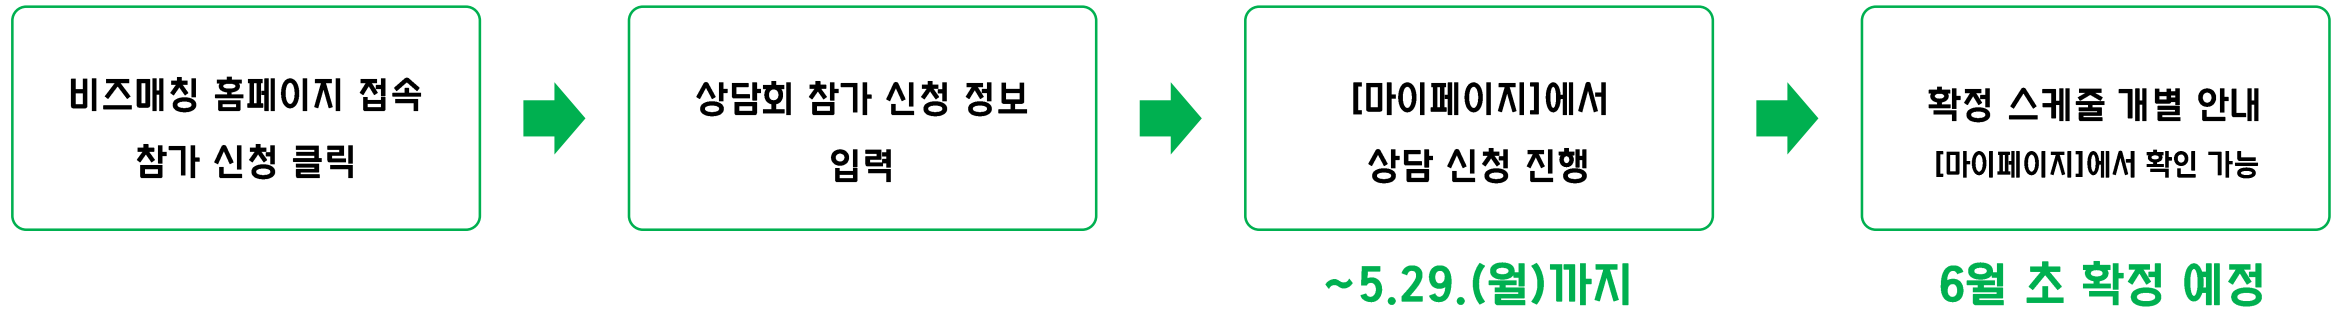 비즈매칭 홈페이지 접속
참가 신청 클릭
상담회 참가 신청 정보
입력
[마이페이지]에서
상담 신청 진행
~5.29.(월)까지
확정 스케줄 개별 안내
[마이페이지]에서 확인 가능
6월 초 확정 예정